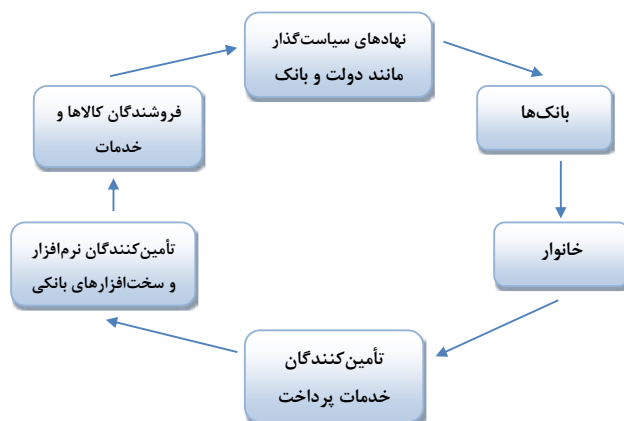 نهادهای سیاست‌گذار
مانند دولت و بانک
بانک‌ها
خانوار
تأمین‌کنندگان
خدمات پرداخت
تأمین‌کنندگان نرم‌افزار
و سخت‌افزارهای بانکی
فروشندگان کالاها و
خدمات